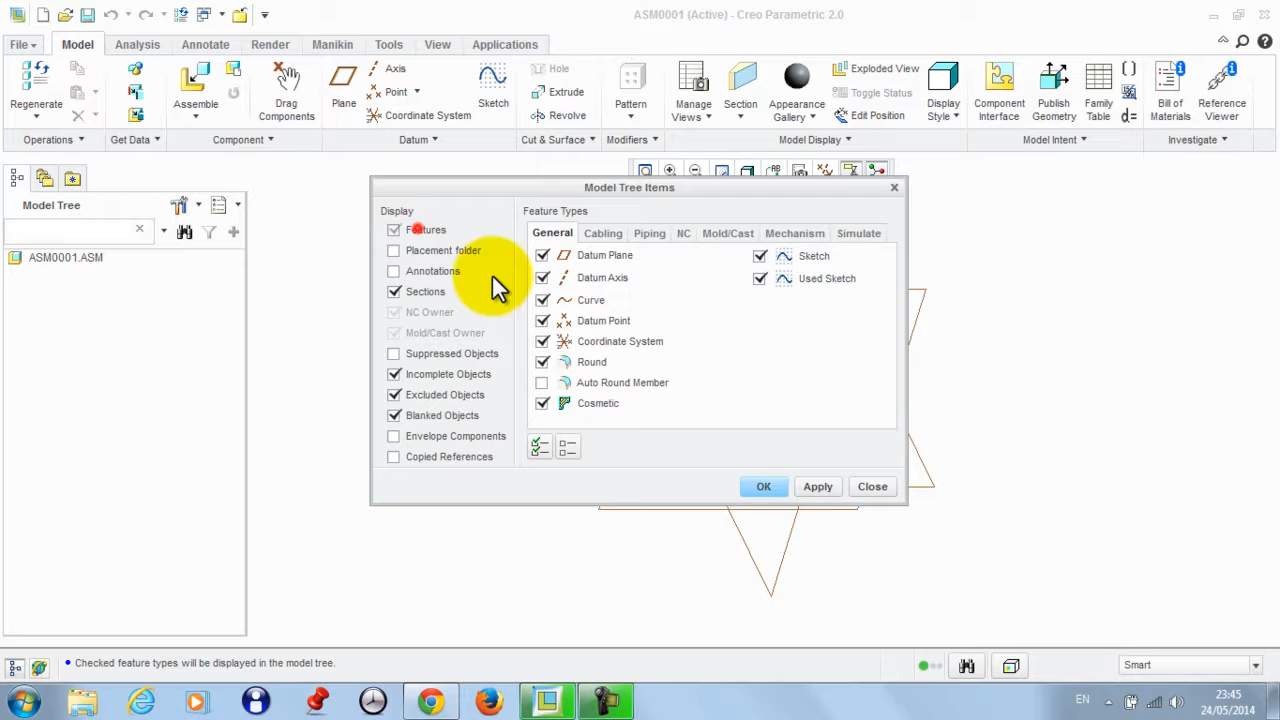 ASM0001 (Active) - Creo Parametric 2.0
File Model Analysis Annotate Render Manikin Tools View Applications
Regenerate
Assemble
Drag Components
Plane
Axis
Point
Coordinate System
Sketch
Hole
Extrude
Revolve
Pattern
Manage Views
Section
Appearance Gallery
Exploded View
Toggle Status
Edit Position
Display Style
Component Interface
Publish Geometry
Family Table
Bill of Materials
Reference Viewer
Operations Get Data Component Datum Cut & Surface Modifiers Model Display Model Intent Investigate
Model Tree
ASM0001.ASM
Model Tree Items
Display
Features
Placement folder
Annotations
Sections
NC Owner
Mold/Cast Owner
Suppressed Objects
Incomplete Objects
Excluded Objects
Blanked Objects
Envelope Components
Copied References
Feature Types
General Cabling Piping NC Mold/Cast Mechanism Simulate
Datum Plane
Datum Axis
Curve
Datum Point
Coordinate System
Round
Auto Round Member
Cosmetic
Sketch
Used Sketch
OK Apply Close
Checked feature types will be displayed in the model tree.
Smart
EN
23:45
24/05/2014